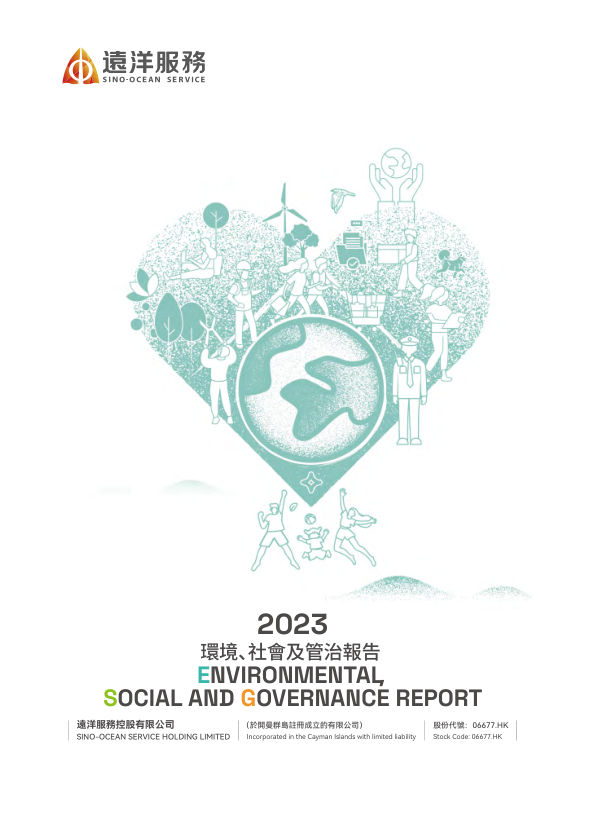 遠洋服務
SINO-OCEAN SERVICE
2023
環境、社會及管治報告
ENVIRONMENTAL,
SOCIAL AND GOVERNANCE REPORT
遠洋服務控股有限公司
SINO-OCEAN SERVICE HOLDING LIMITED
(於開曼群島註冊成立的有限公司)
Incorporated in the Cayman Islands with limited liability
股份代號：06677.HK
Stock Code: 06677.HK